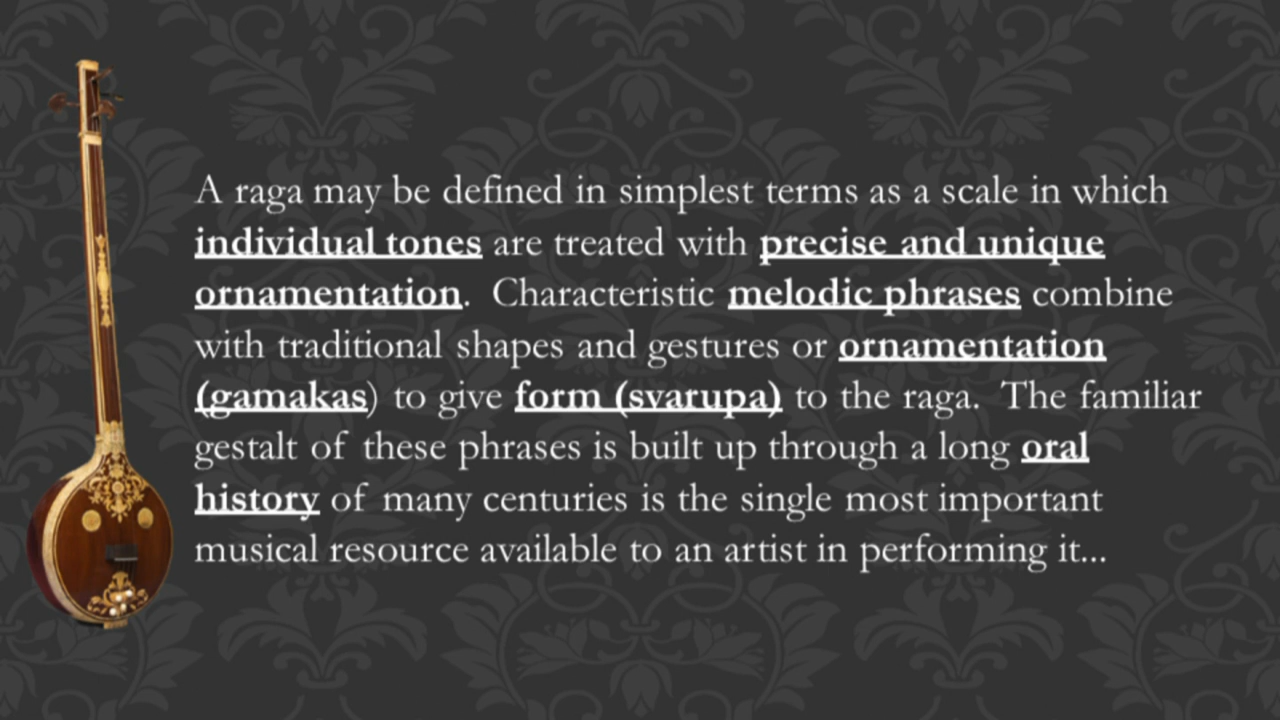 A raga may be defined in simplest terms as a scale in which
individual tones are treated with precise and unique
ornamentation. Characteristic melodic phrases combine
with traditional shapes and gestures or ornamentation
(gamakas) to give form (svarupa) to the raga. The familiar
gestalt of these phrases is built up through a long oral
history of many centuries is the single most important
musical resource available to an artist in performing it...